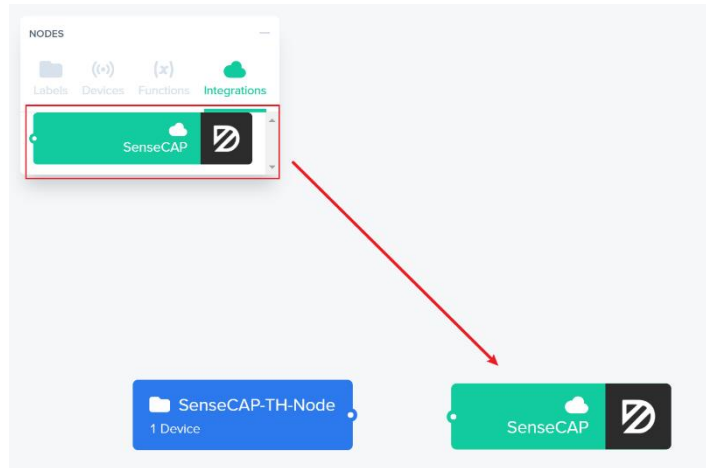 NODES
Labels Devices Functions Integrations
SenseCAP
SenseCAP-TH-Node
1 Device
SenseCAP